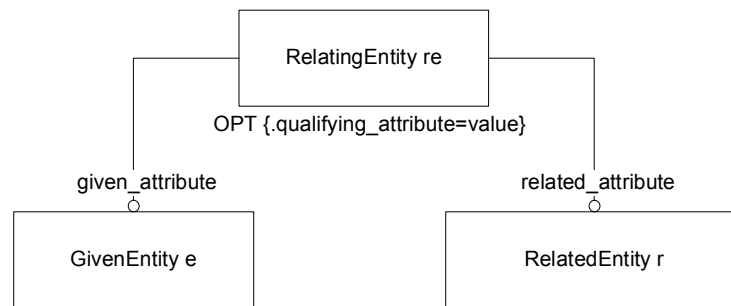 RelatingEntity re
OPT {.qualifying_attribute=value}
given_attribute
related_attribute
GivenEntity e
RelatedEntity r